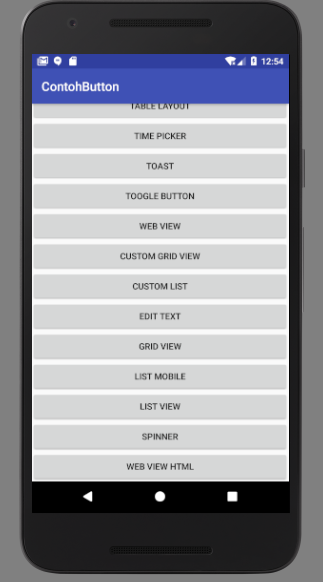 12:54
ContohButton
TABLE LAYOUT
TIME PICKER
TOAST
TOOGLE BUTTON
WEB VIEW
CUSTOM GRID VIEW
CUSTOM LIST
EDIT TEXT
GRID VIEW
LIST MOBILE
LIST VIEW
SPINNER
WEB VIEW HTML